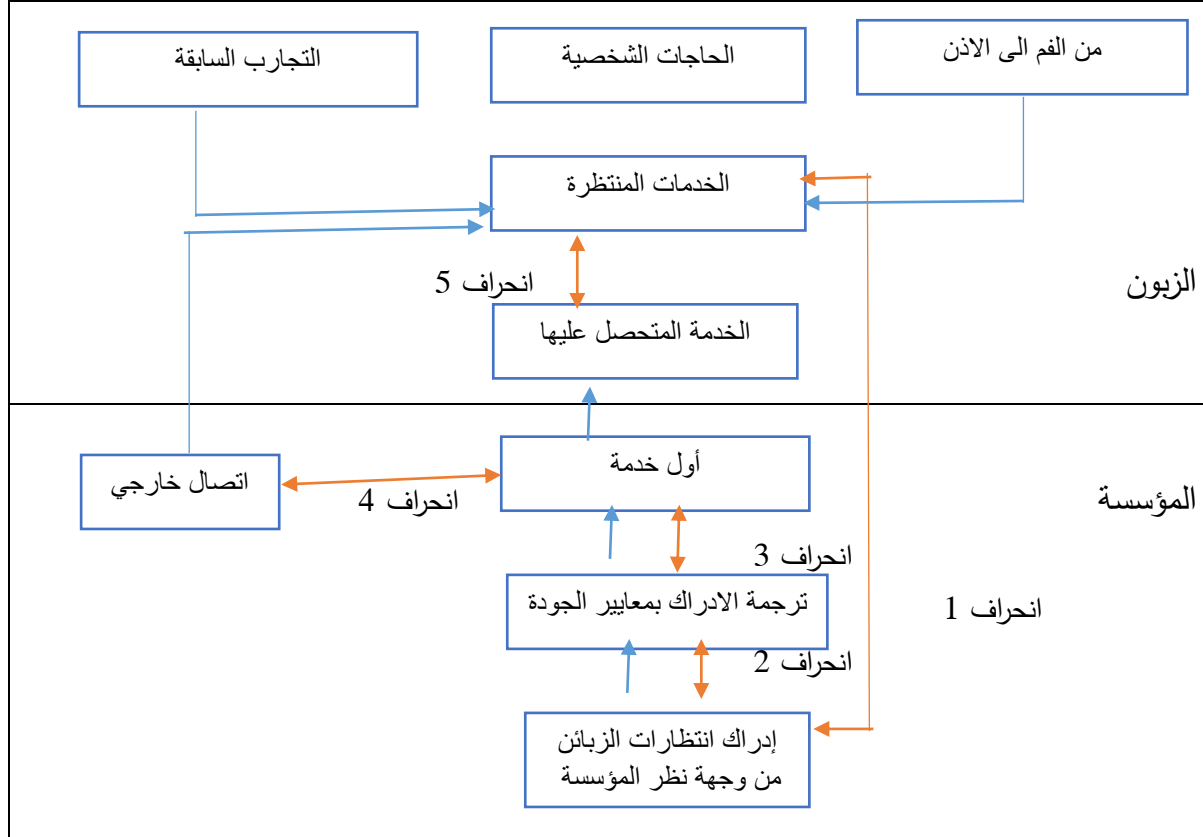 من الفم الى الاذن
الحاجات الشخصية
التجارب السابقة
الخدمات المنتظرة
انحراف 5
الزبون
الخدمة المتحصل عليها
أول خدمة
اتصال خارجي
انحراف 4
المؤسسة
انحراف 3
ترجمة الادراك بمعايير الجودة
انحراف 1
انحراف 2
إدراك انتظارات الزبائن
من وجهة نظر المؤسسة